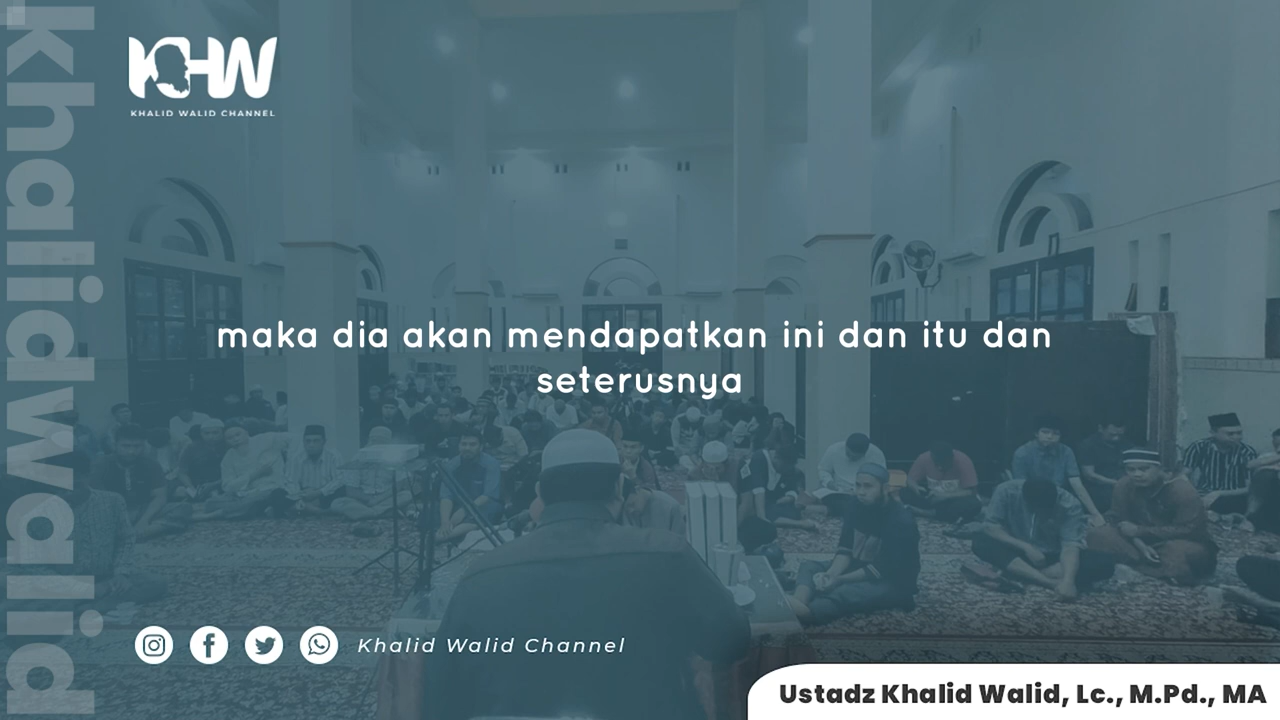 khalidwalid
KHW
KHALID WALID CHANNEL
maka dia akan mendapatkan ini dan itu dan
seterusnya
Khalid Walid Channel
Ustadz Khalid Walid, Lc., M.Pd., MA